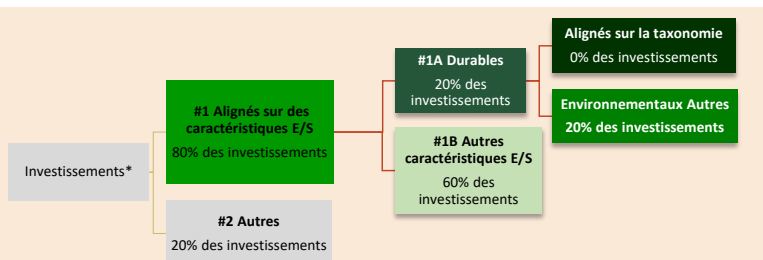 Investissements*
#1 Alignés sur des
caractéristiques E/S
80% des investissements
#2 Autres
20% des investissements
#1A Durables
20% des
investissements
#1B Autres
caractéristiques E/S
60% des
investissements
Alignés sur la taxonomie
0% des investissements
Environnementaux Autres
20% des investissements